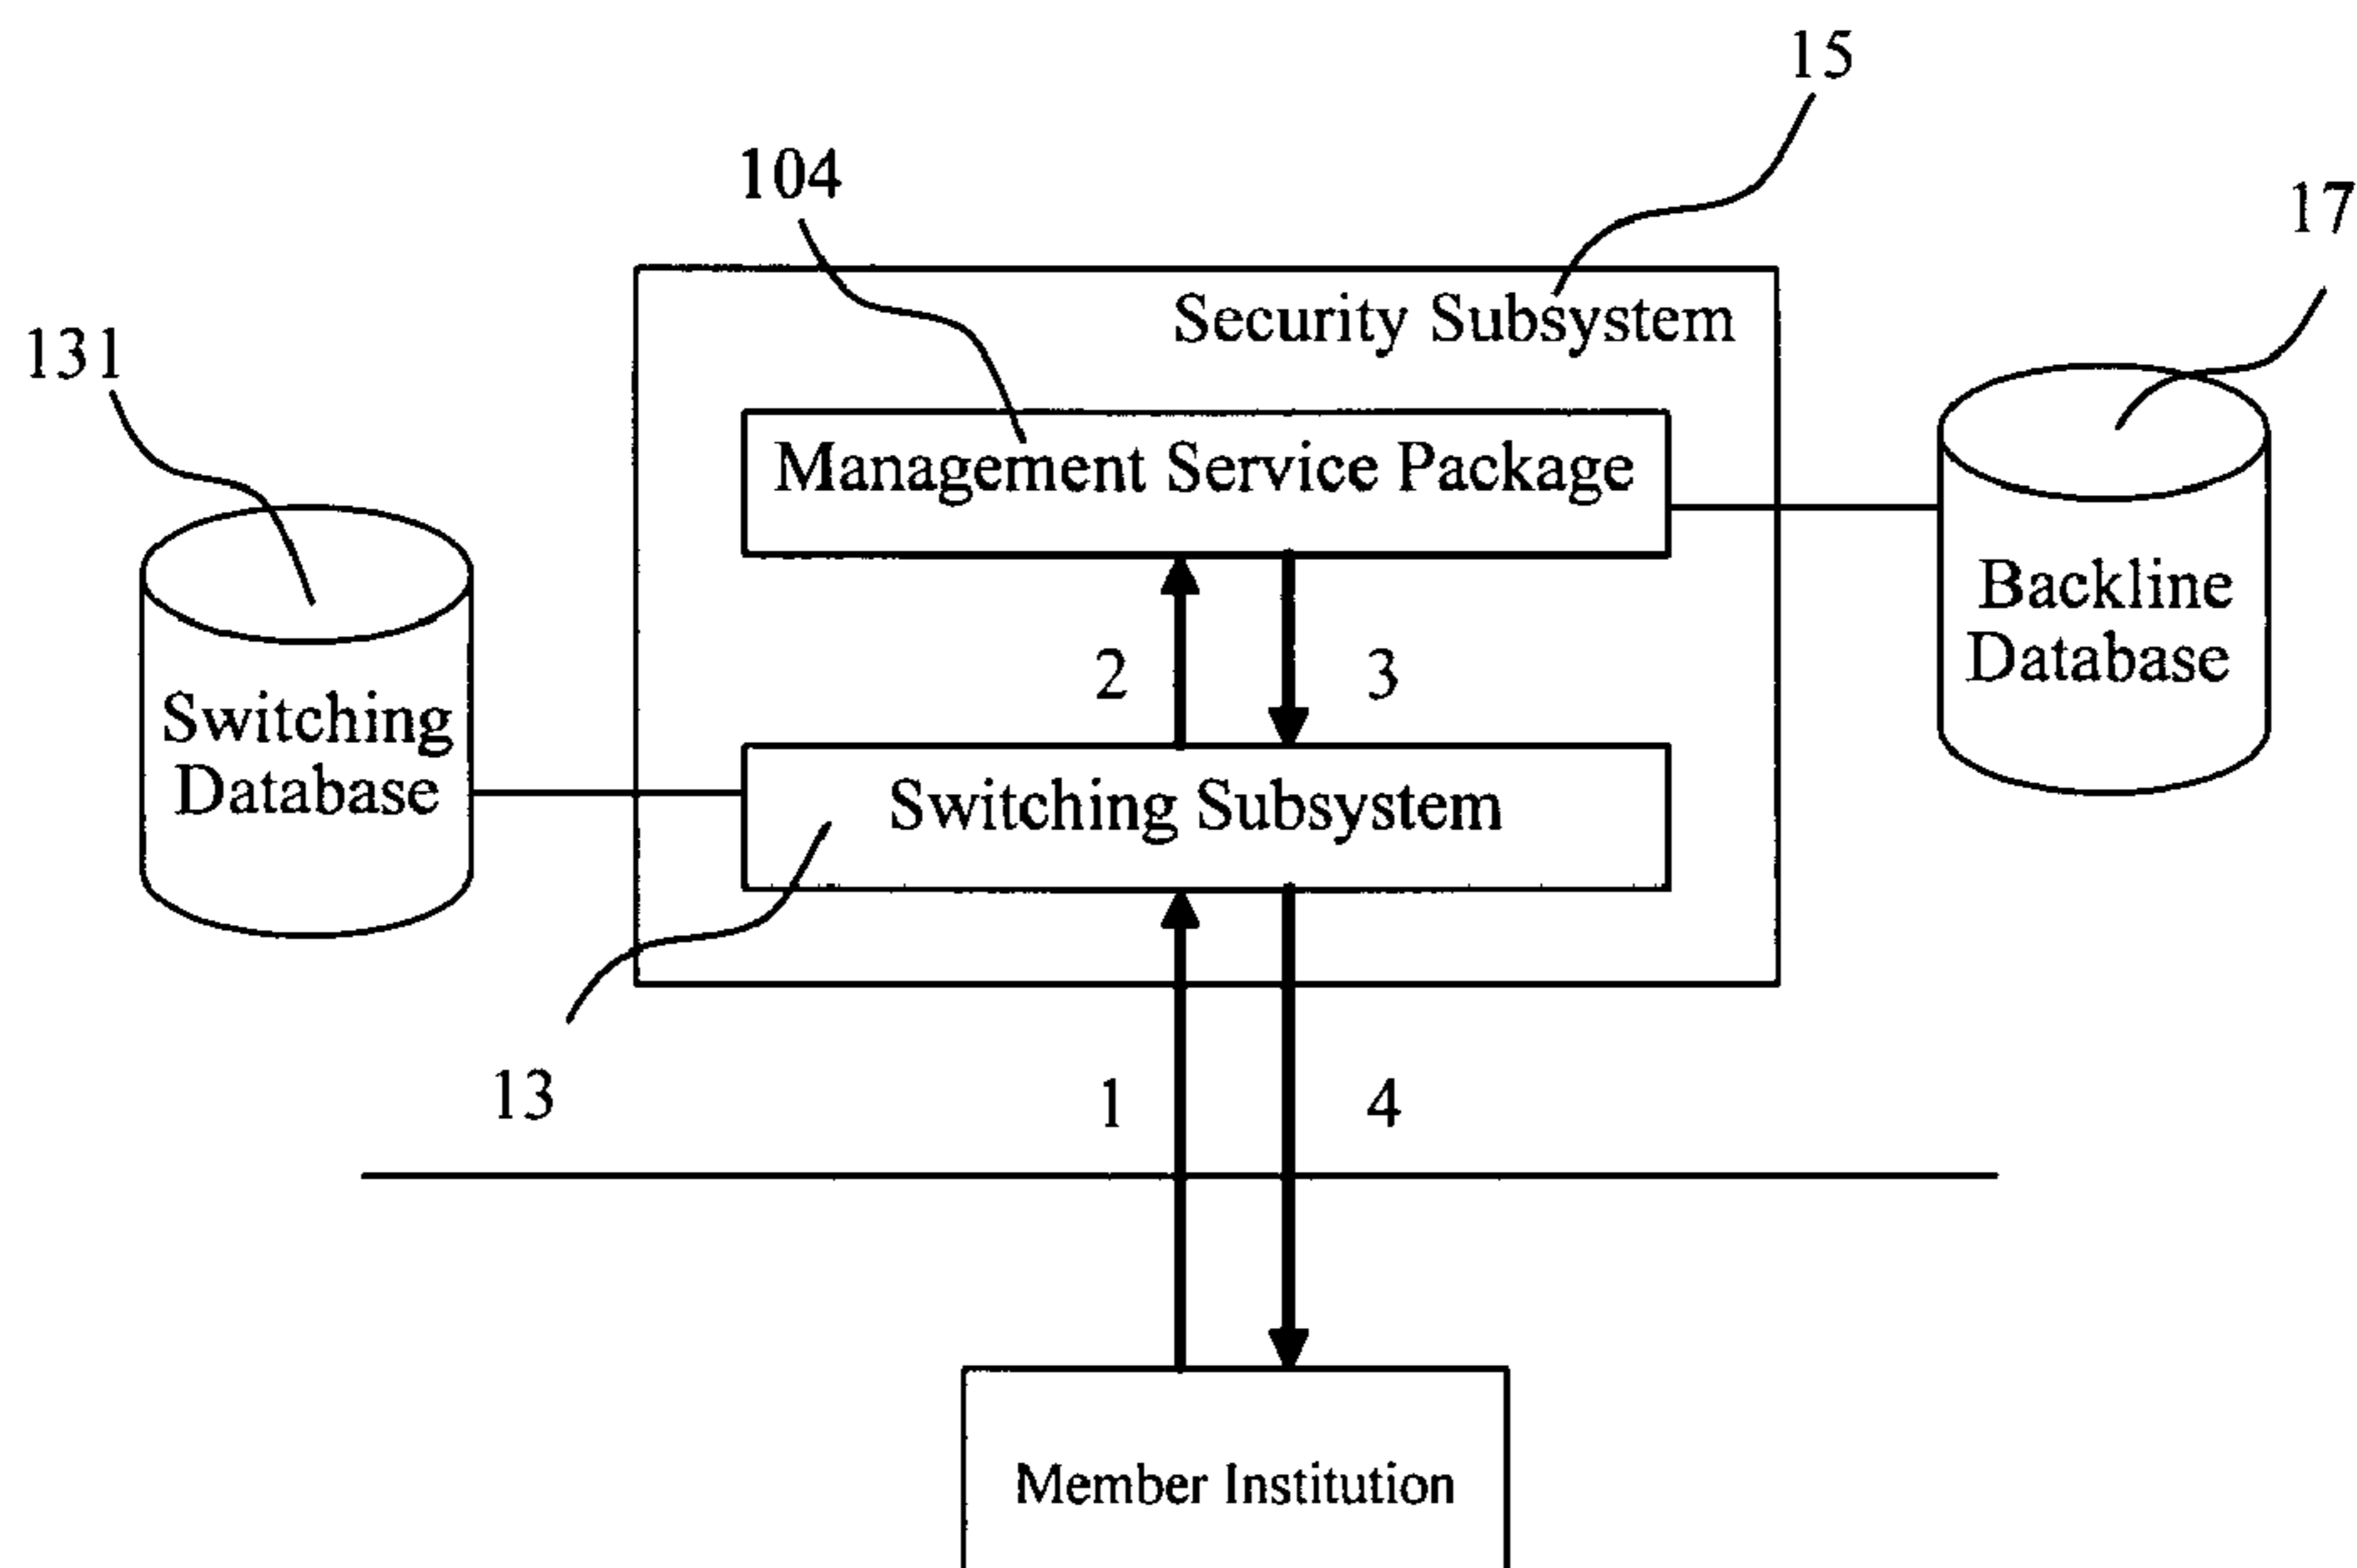 15
104
17
Security Subsystem
131
Management Service Package
Backline
Database
2
3
Switching
Database
Switching Subsystem
13
1
4
Member Institution